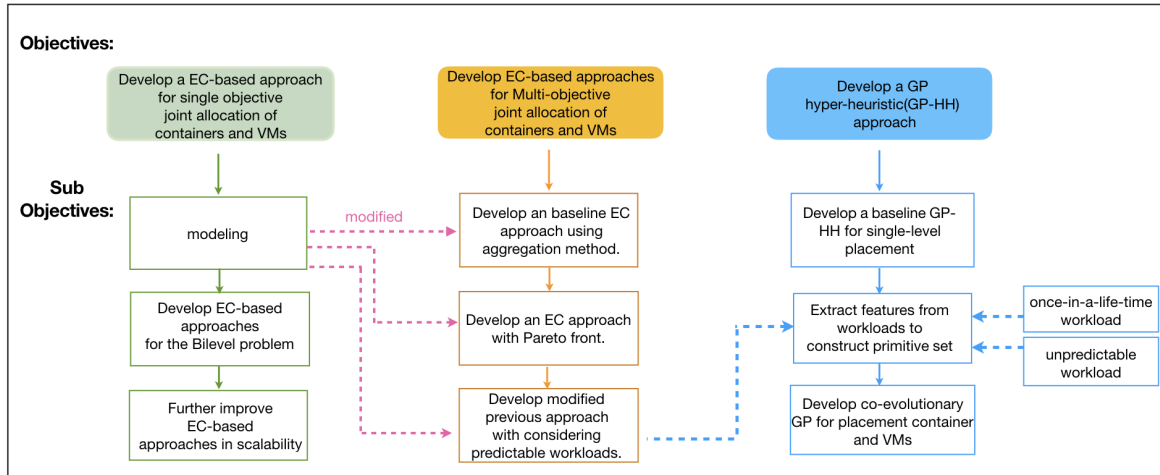 Objectives:
Develop a EC-based approach
for single objective
joint allocation of
containers and VMs
Develop EC-based approaches
for Multi-objective
joint allocation of
containers and VMs
Develop a GP
hyper-heuristic(GP-HH)
approach
Sub
Objectives:
modeling
modified
Develop an baseline EC
approach using
aggregation method.
Develop a baseline GP-
HH for single-level
placement
Develop EC-based
approaches
for the Bilevel problem
Develop an EC approach
with Pareto front.
Extract features from
workloads to
construct primitive set
once-in-a-life-time
workload
unpredictable
workload
Further improve
EC-based
approaches in scalability
Develop modified
previous approach
with considering
predictable workloads.
Develop co-evolutionary
GP for placement container
and VMs